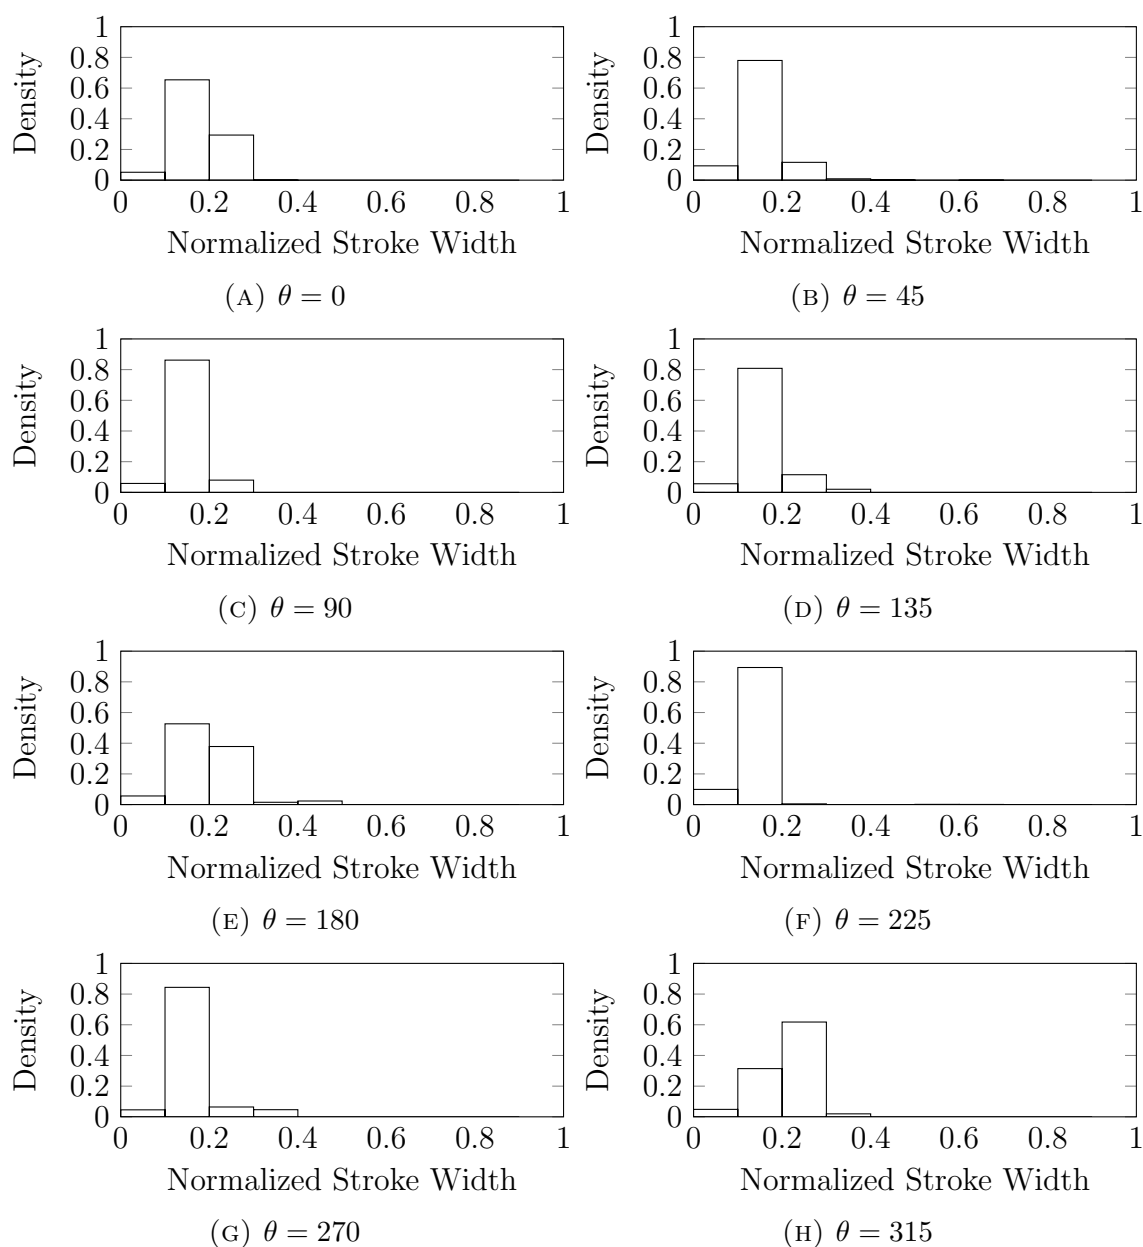 1 1
0.8 0.8
0.6 0.6
0.4 0.4
0.2 0.2
0 0
Density Density
0 0.2 0.4 0.6 0.8 1 0 0.2 0.4 0.6 0.8 1
Normalized Stroke Width Normalized Stroke Width
(A) θ = 0 (B) θ = 45
1 1
0.8 0.8
0.6 0.6
0.4 0.4
0.2 0.2
0 0
Density Density
0 0.2 0.4 0.6 0.8 1 0 0.2 0.4 0.6 0.8 1
Normalized Stroke Width Normalized Stroke Width
(C) θ = 90 (D) θ = 135
1 1
0.8 0.8
0.6 0.6
0.4 0.4
0.2 0.2
0 0
Density Density
0 0.2 0.4 0.6 0.8 1 0 0.2 0.4 0.6 0.8 1
Normalized Stroke Width Normalized Stroke Width
(E) θ = 180 (F) θ = 225
1 1
0.8 0.8
0.6 0.6
0.4 0.4
0.2 0.2
0 0
Density Density
0 0.2 0.4 0.6 0.8 1 0 0.2 0.4 0.6 0.8 1
Normalized Stroke Width Normalized Stroke Width
(G) θ = 270 (H) θ = 315